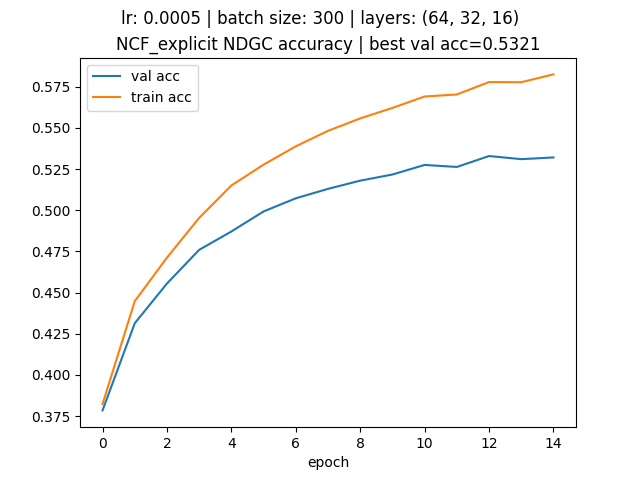 lr: 0.0005 | batch size: 300 | layers: (64, 32, 16)
NCF_explicit NDGC accuracy | best val acc=0.5321
val acc
train acc
0.575
0.550
0.525
0.500
0.475
0.450
0.425
0.400
0.375
0 2 4 6 8 10 12 14
epoch